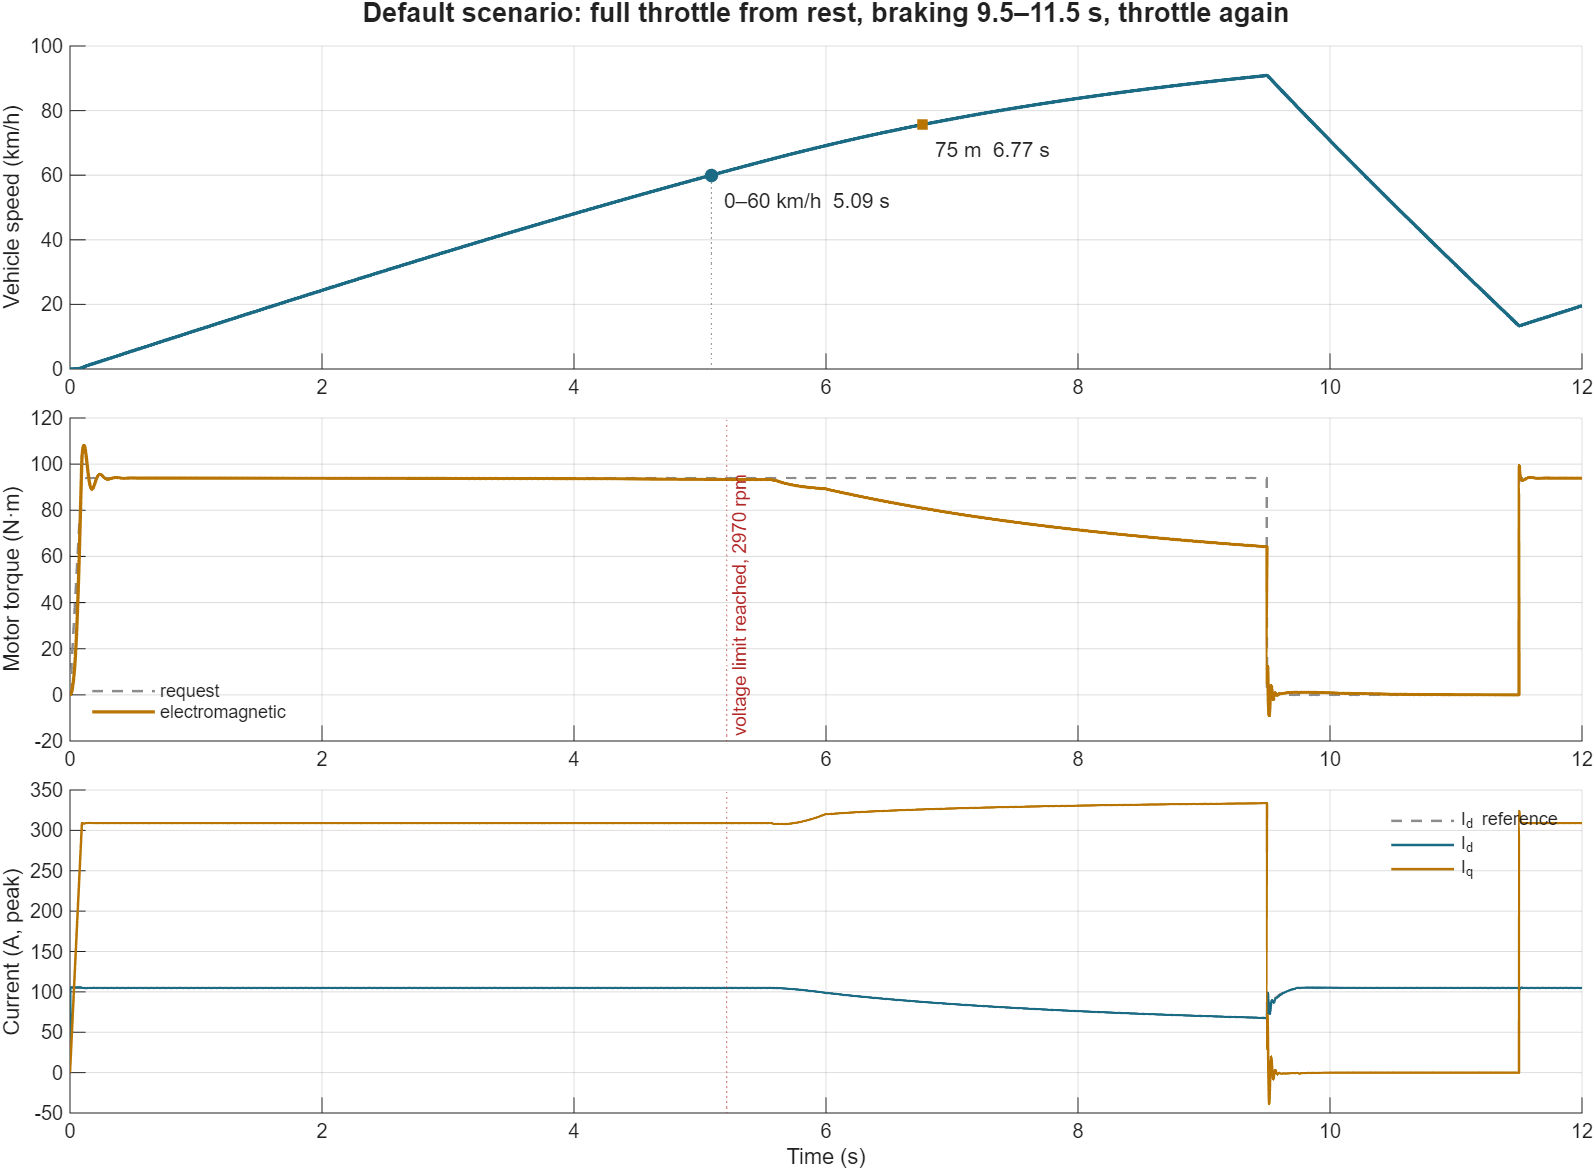 Default scenario: full throttle from rest, braking 9.5–11.5 s, throttle again
Vehicle speed (km/h)
100
80
60
40
20
0
0–60 km/h 5.09 s
75 m 6.77 s
0 2 4 6 8 10 12
Motor torque (N·m)
120
100
80
60
40
20
0
-20
voltage limit reached, 2970 rpm
request
electromagnetic
0 2 4 6 8 10 12
Current (A, peak)
350
300
250
200
150
100
50
0
-50
I_d reference
I_d
I_q
0 2 4 6 8 10 12
Time (s)